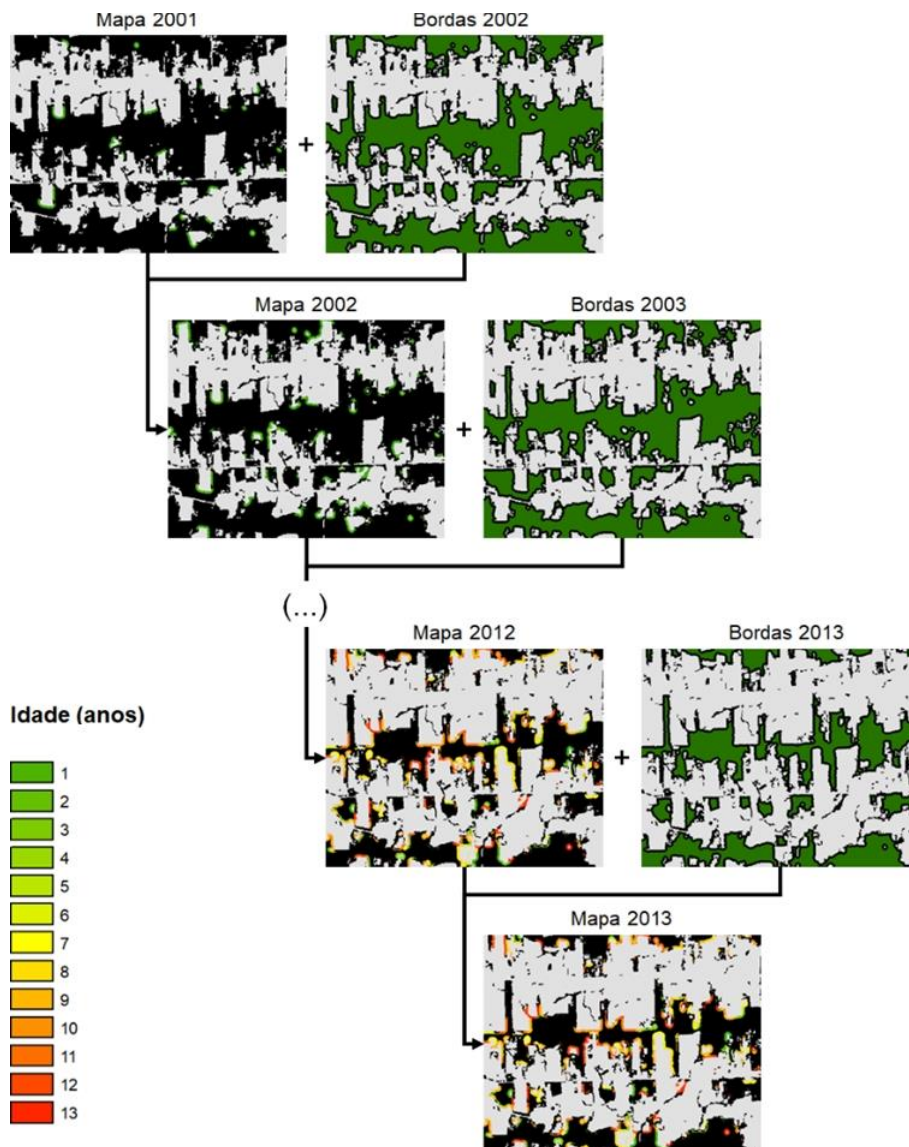 Mapa 2001
Bordas 2002
+
Mapa 2002
Bordas 2003
+
(...)
Mapa 2012
Bordas 2013
+
Idade (anos)
1
2
3
4
5
6
7
8
9
10
11
12
13
Mapa 2013